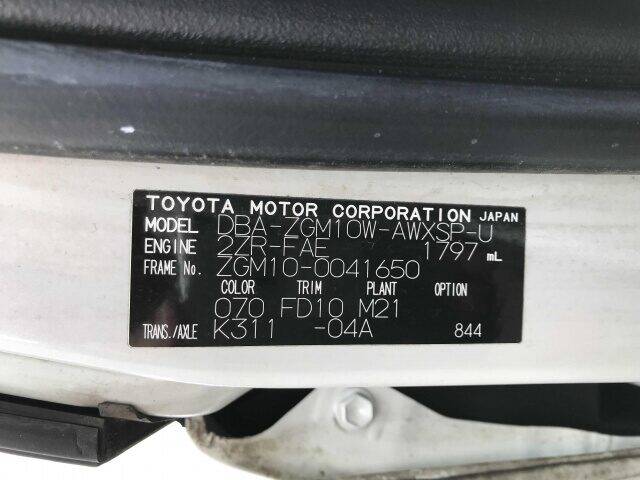 TOYOTA MOTOR CORPORATION JAPAN
MODEL DBA-ZGM10W-AWXSP-U
ENGINE 2ZR-FAE 1797 mL
FRAME No. ZGM10-0041650
COLOR TRIM PLANT OPTION
070 FD10 M21
TRANS./AXLE K311 -04A 844